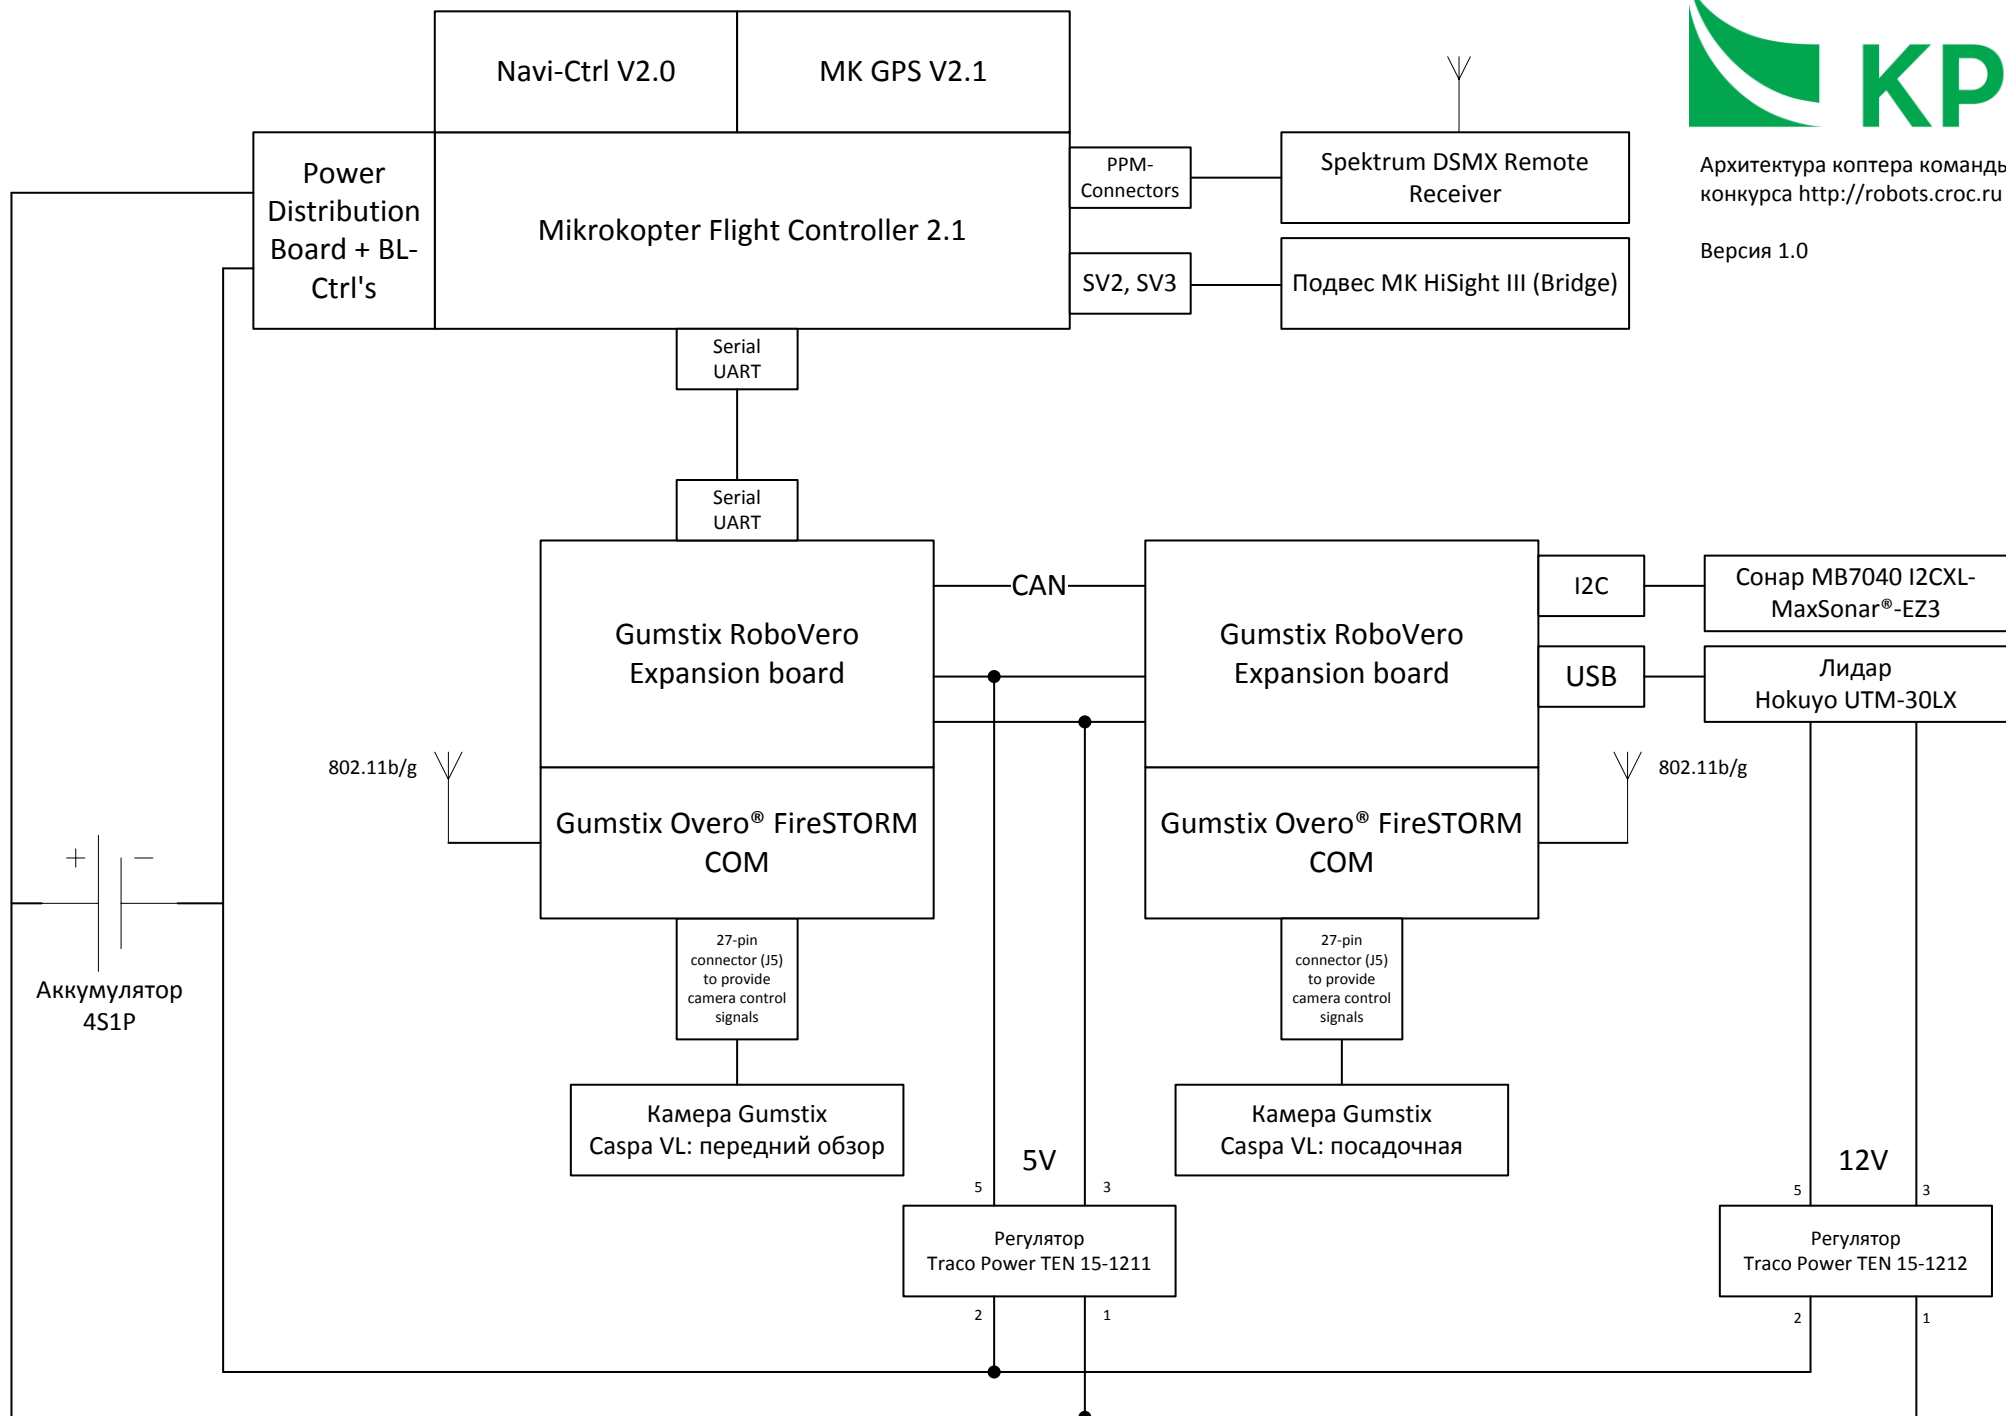 Navi-Ctrl V2.0
MK GPS V2.1
КР
Power
Distribution
Board + BL-
Ctrl's
Mikrokopter Flight Controller 2.1
PPM-
Connectors
Spektrum DSMX Remote
Receiver
Архитектура коптера команды
конкурса http://robots.croc.ru
Версия 1.0
SV2, SV3
Подвес MK HiSight III (Bridge)
Serial
UART
Serial
UART
Gumstix RoboVero
Expansion board
CAN
Gumstix RoboVero
Expansion board
I2C
Сонар MB7040 I2CXL-
MaxSonar®-EZ3
USB
Лидар
Hokuyo UTM-30LX
802.11b/g
Gumstix Overo® FireSTORM
COM
Gumstix Overo® FireSTORM
COM
802.11b/g
+ —
Аккумулятор
4S1P
27-pin
connector (J5)
to provide
camera control
signals
27-pin
connector (J5)
to provide
camera control
signals
Камера Gumstix
Caspa VL: передний обзор
Камера Gumstix
Caspa VL: посадочная
5V
12V
5
3
5
3
Регулятор
Traco Power TEN 15-1211
Регулятор
Traco Power TEN 15-1212
2
1
2
1